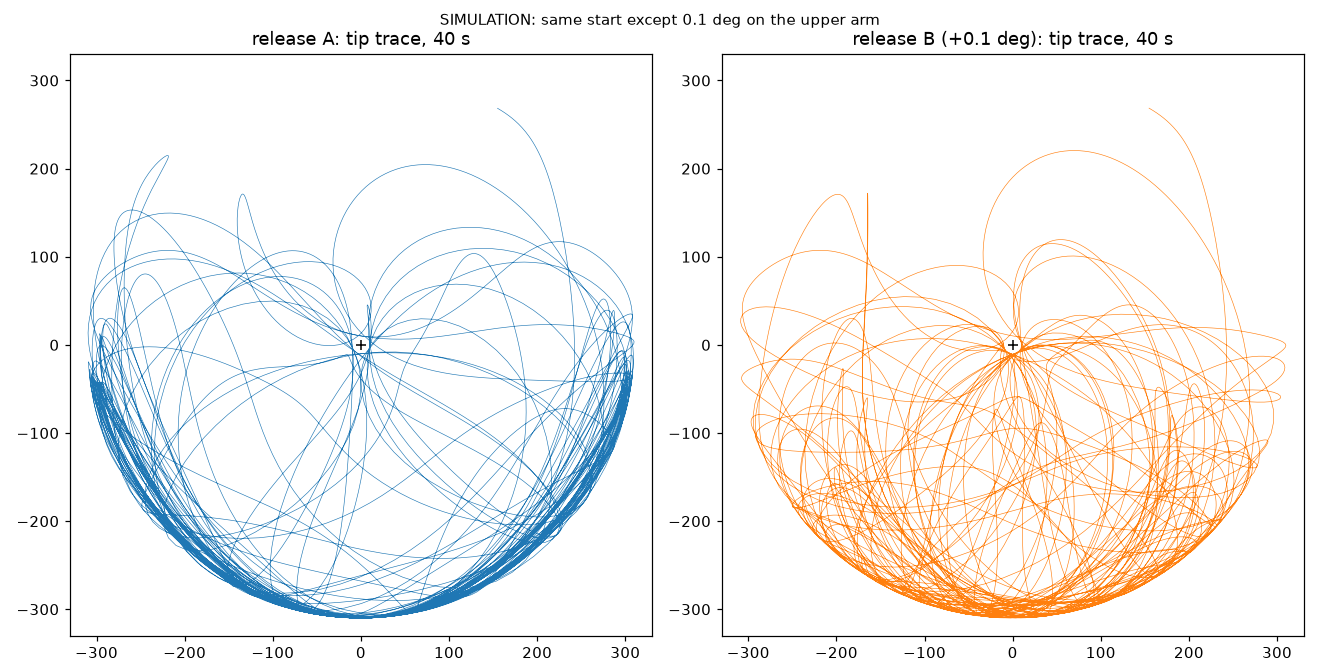 SIMULATION: same start except 0.1 deg on the upper arm
release A: tip trace, 40 s
release B (+0.1 deg): tip trace, 40 s
300
200
100
0
−100
−200
−300
−300 −200 −100 0 100 200 300
300
200
100
0
−100
−200
−300
−300 −200 −100 0 100 200 300